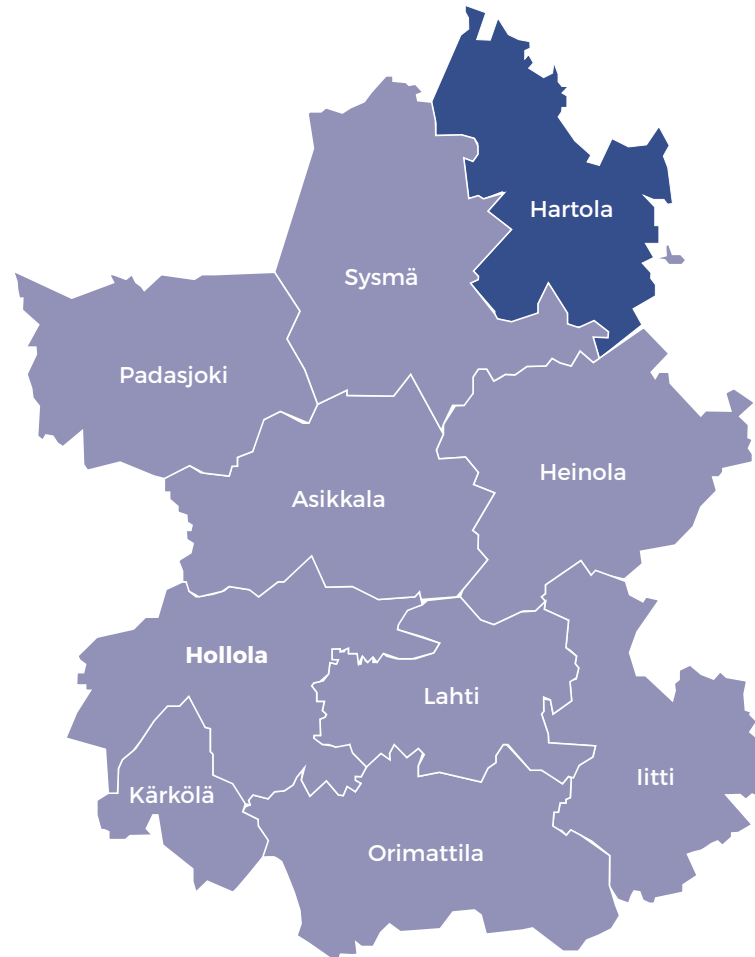 Hartola
Sysmä
Padasjoki
Heinola
Asikkala
Hollola
Lahti
Iitti
Kärkölä
Orimattila